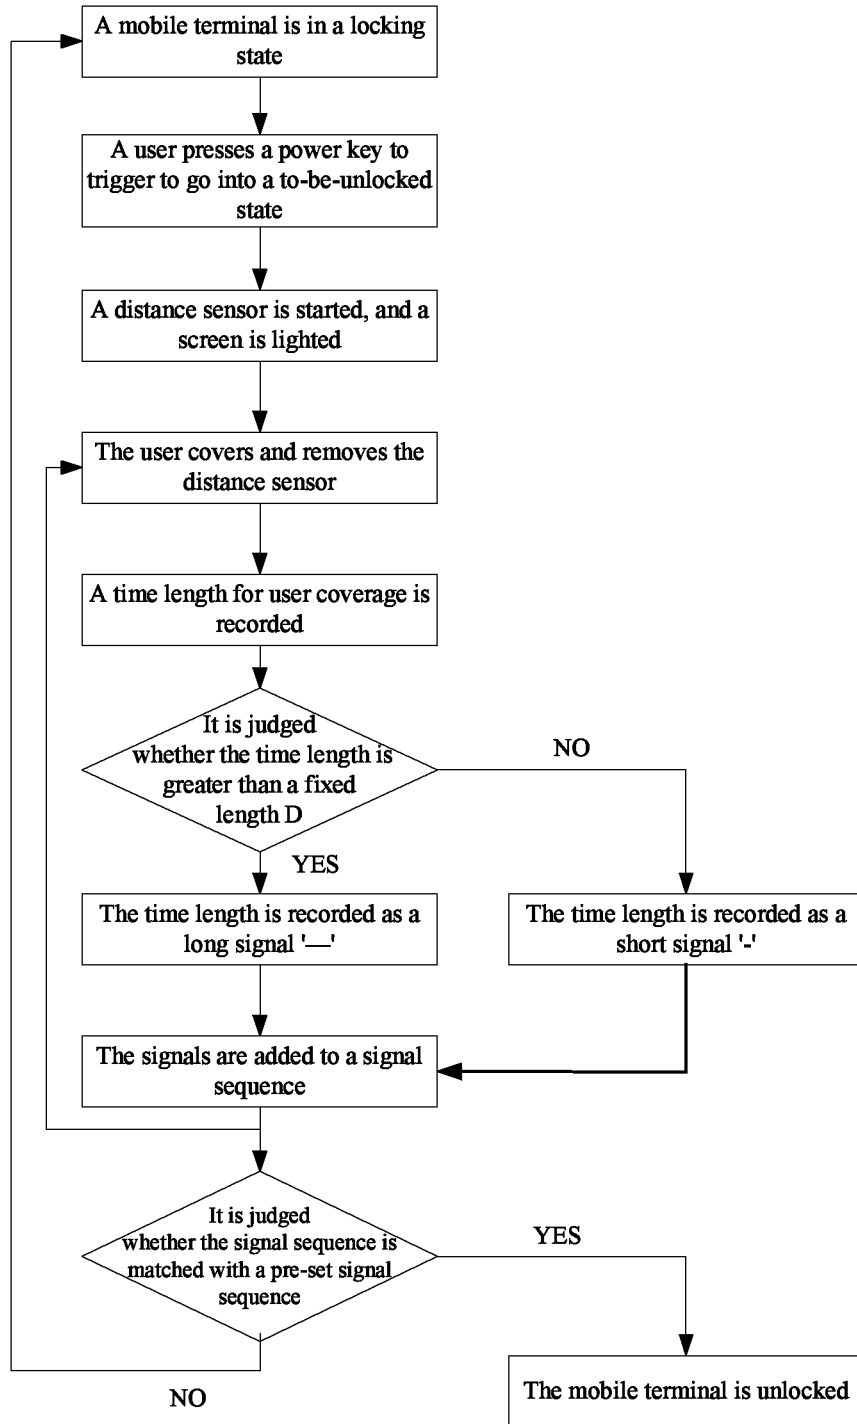 A mobile terminal is in a locking
state
A user presses a power key to
trigger to go into a to-be-unlocked
state
A distance sensor is started, and a
screen is lighted
The user covers and removes the
distance sensor
A time length for user coverage is
recorded
It is judged
whether the time length is
greater than a fixed
length D
NO
YES
The time length is recorded as a
long signal '—'
The time length is recorded as a
short signal '-'
The signals are added to a signal
sequence
It is judged
whether the signal sequence is
matched with a pre-set signal
sequence
YES
NO
The mobile terminal is unlocked